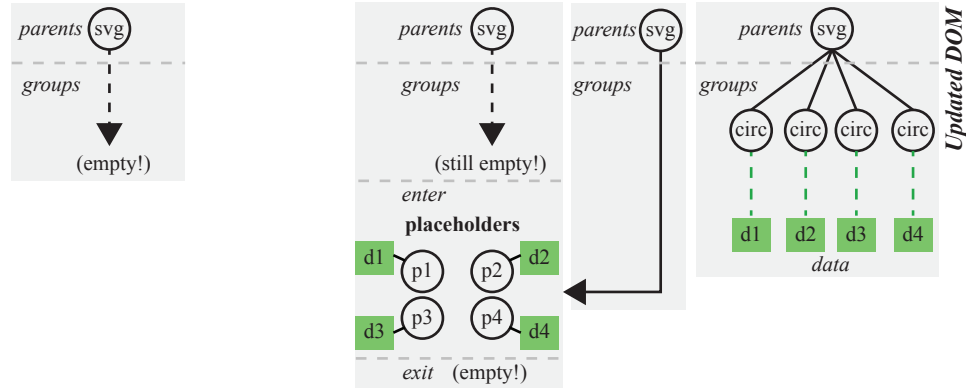 parents svg
groups
(empty!)
parents svg
groups
(still empty!)
enter
placeholders
d1 d2
p1 p2
p3 p4
d3 d4
exit (empty!)
parents svg
groups
parents svg
groups
circ circ circ circ
d1 d2 d3 d4
data
Updated DOM